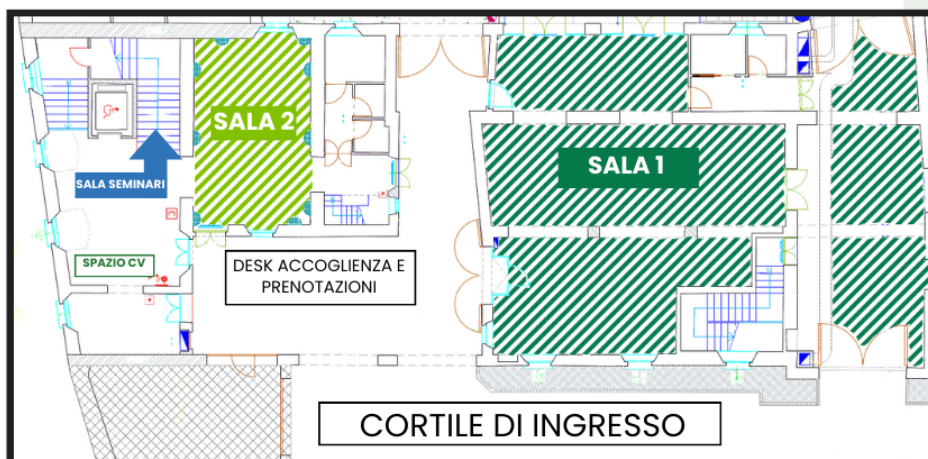 SALA 2
SALA 1
SALA SEMINARI
SPAZIO CV
DESK ACCOGLIENZA E
PRENOTAZIONI
CORTILE DI INGRESSO